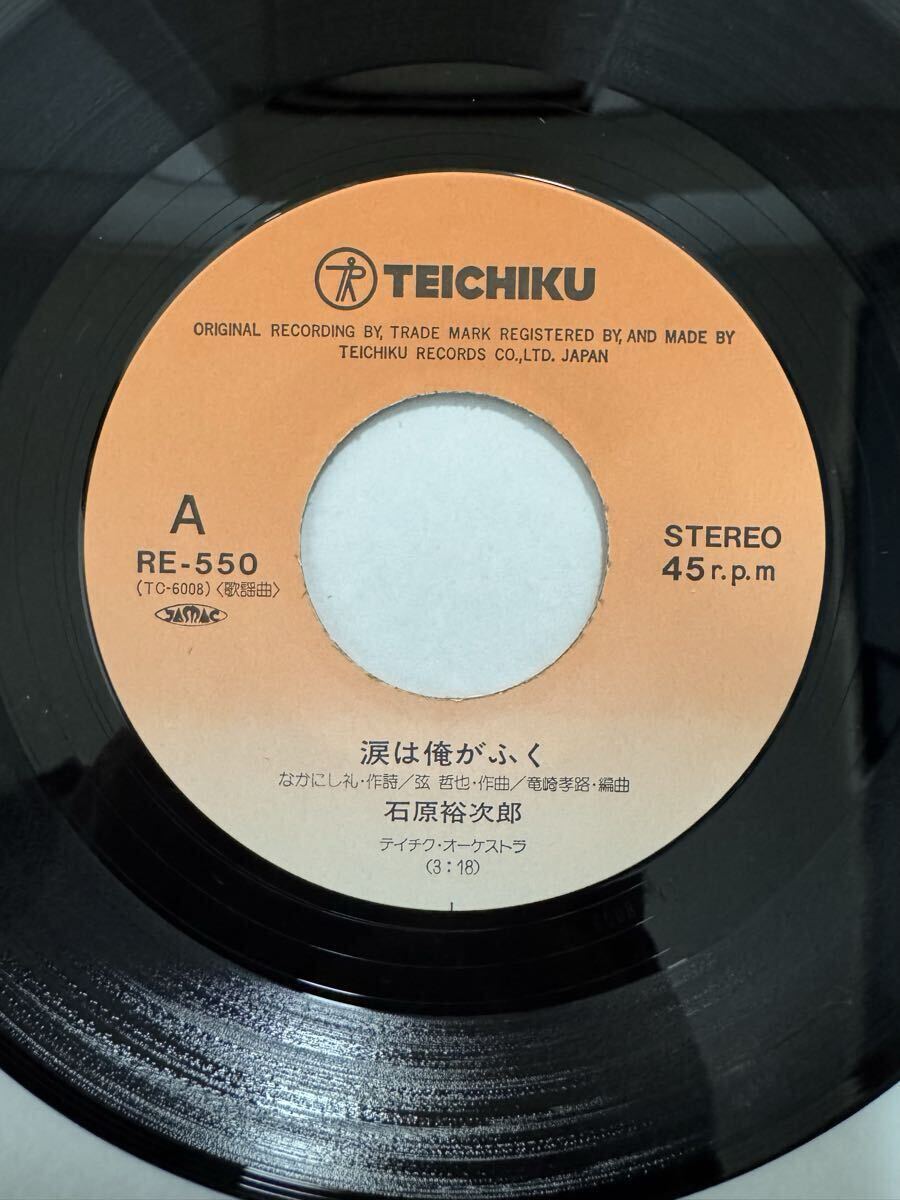 TEICHIKU
ORIGINAL RECORDING BY, TRADE MARK REGISTERED BY, AND MADE BY
TEICHIKU RECORDS CO.,LTD. JAPAN
A
RE-550
(TC-6008)〈歌謡曲〉
JASRAC
STEREO
45 r.p.m
涙は俺がふく
なかにし礼・作詩/弦 哲也・作曲/竜崎孝路・編曲
石原裕次郎
テイチク・オーケストラ
(3:18)